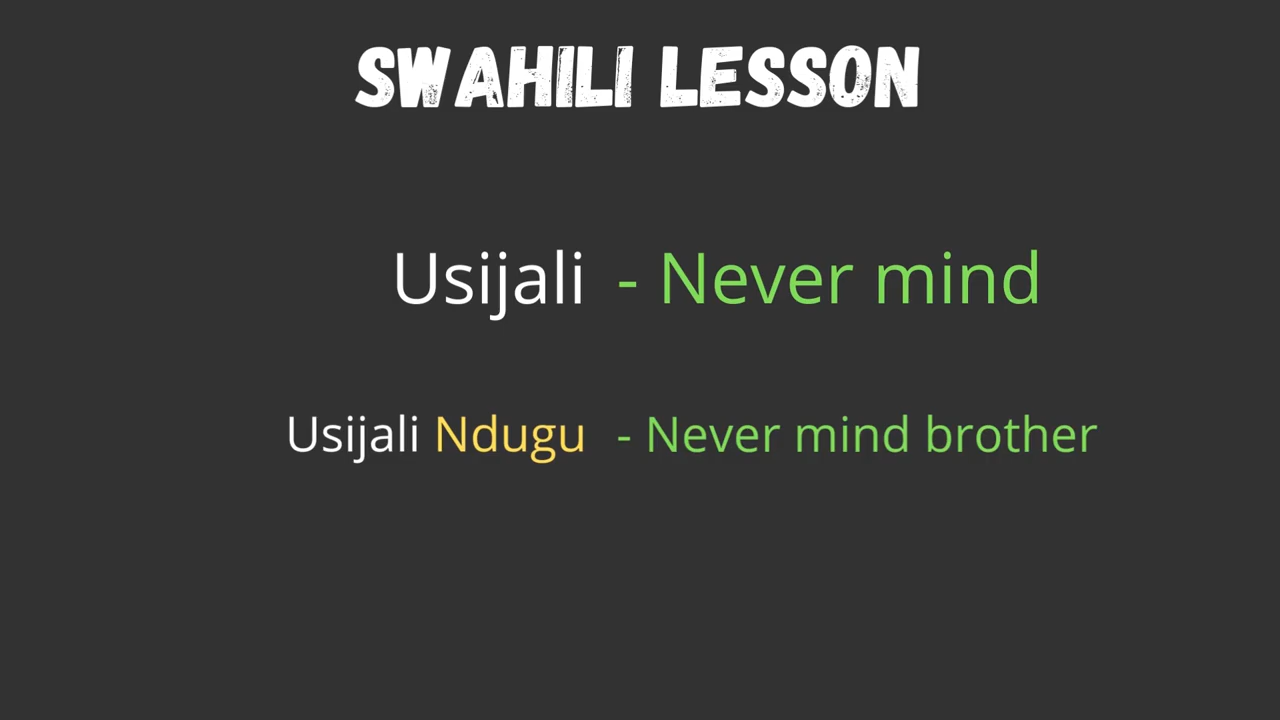 SWAHILI LESSON
Usijali - Never mind
Usijali Ndugu - Never mind brother